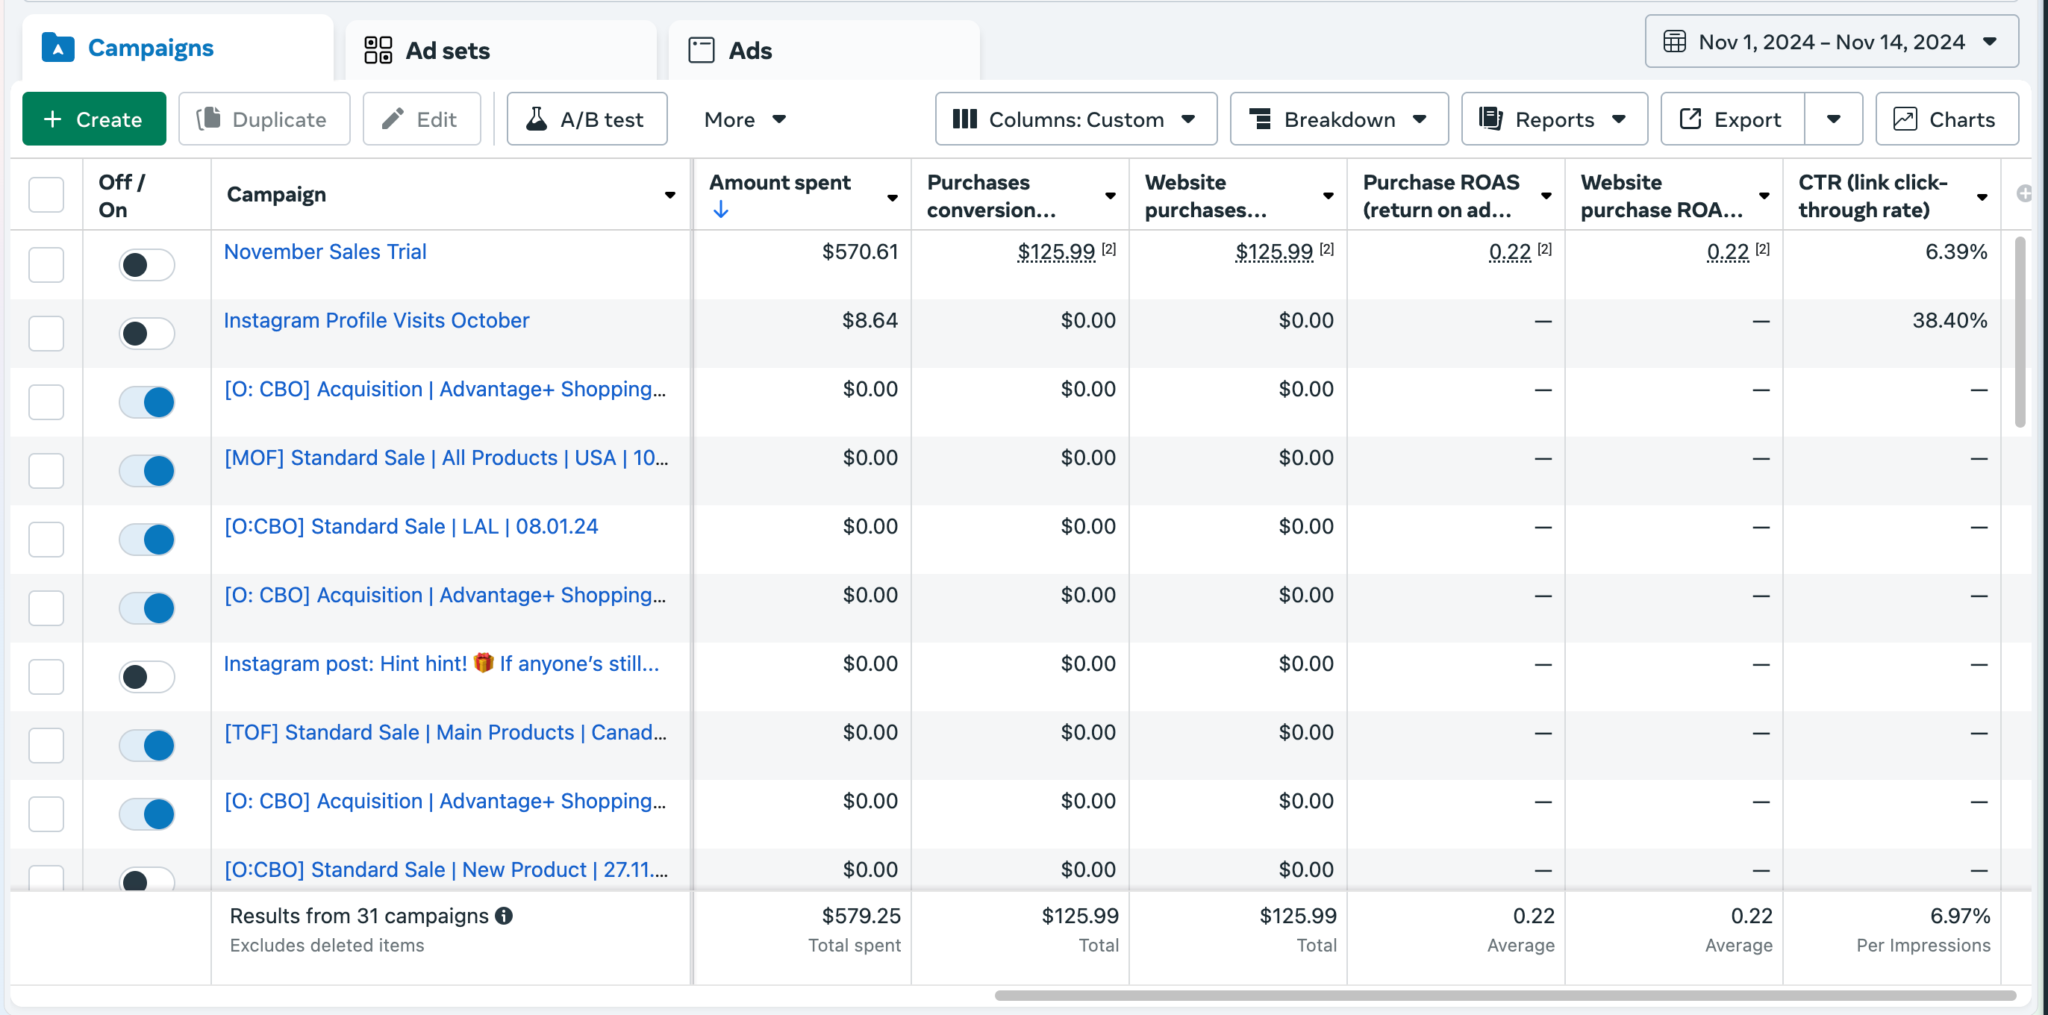 Campaigns
Ad sets
Ads
Nov 1, 2024 – Nov 14, 2024
+ Create
Duplicate
Edit
A/B test
More
Columns: Custom
Breakdown
Reports
Export
Charts
Off / On
Campaign
Amount spent ↓
Purchases conversion...
Website purchases...
Purchase ROAS (return on ad...
Website purchase ROA...
CTR (link click-through rate)
November Sales Trial $570.61 $125.99 [2] $125.99 [2] 0.22 [2] 0.22 [2] 6.39%
Instagram Profile Visits October $8.64 $0.00 $0.00 — — 38.40%
[O: CBO] Acquisition | Advantage+ Shopping... $0.00 $0.00 $0.00 — — —
[MOF] Standard Sale | All Products | USA | 10... $0.00 $0.00 $0.00 — — —
[O:CBO] Standard Sale | LAL | 08.01.24 $0.00 $0.00 $0.00 — — —
[O: CBO] Acquisition | Advantage+ Shopping... $0.00 $0.00 $0.00 — — —
Instagram post: Hint hint! 🎁 If anyone’s still... $0.00 $0.00 $0.00 — — —
[TOF] Standard Sale | Main Products | Canad... $0.00 $0.00 $0.00 — — —
[O: CBO] Acquisition | Advantage+ Shopping... $0.00 $0.00 $0.00 — — —
[O:CBO] Standard Sale | New Product | 27.11.... $0.00 $0.00 $0.00 — — —
Results from 31 campaigns $579.25 $125.99 $125.99 0.22 0.22 6.97%
Excludes deleted items Total spent Total Total Average Average Per Impressions